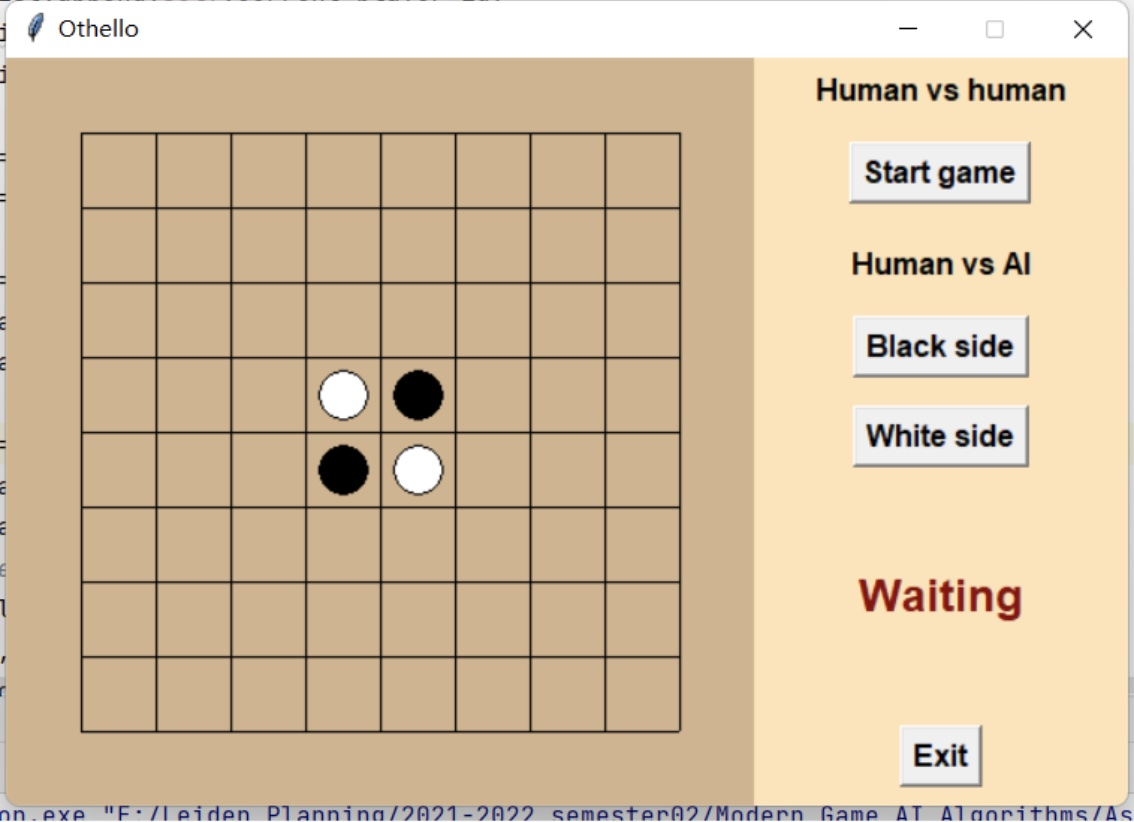 Othello
Human vs human
Start game
Human vs AI
Black side
White side
Waiting
Exit
on.exe "E:/Leiden Planning/2021-2022 semester02/Modern Game AI Algorithms/As